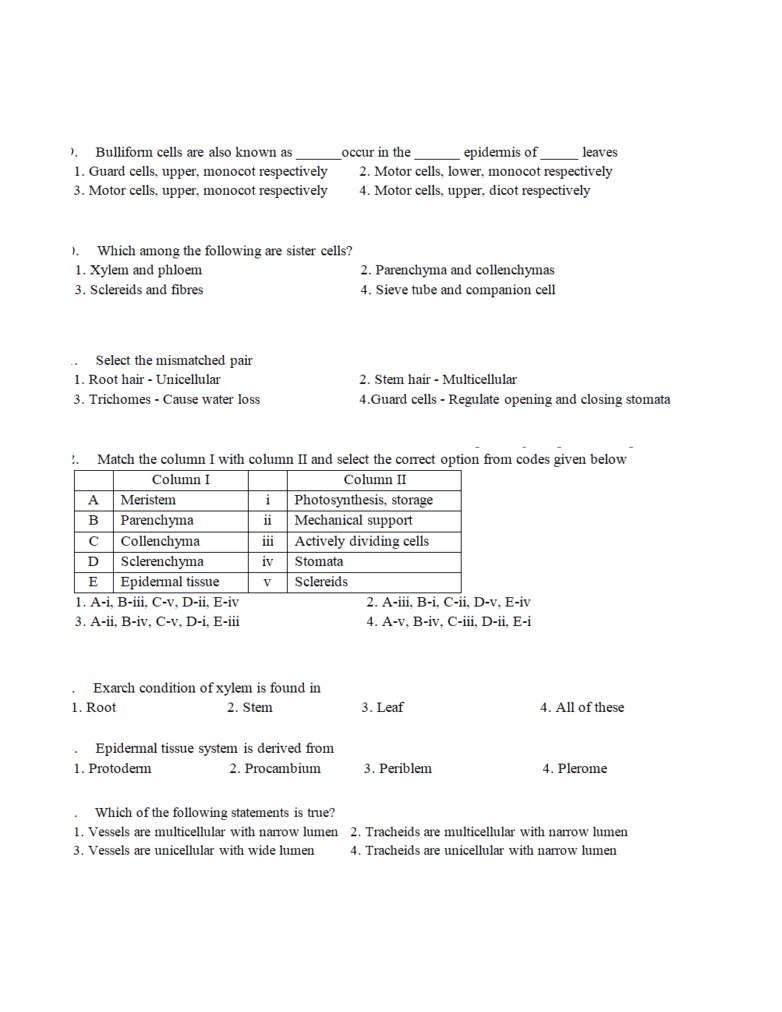 . Bulliform cells are also known as ______occur in the ______ epidermis of _____ leaves
1. Guard cells, upper, monocot respectively 2. Motor cells, lower, monocot respectively
3. Motor cells, upper, monocot respectively 4. Motor cells, upper, dicot respectively
. Which among the following are sister cells?
1. Xylem and phloem 2. Parenchyma and collenchymas
3. Sclereids and fibres 4. Sieve tube and companion cell
. Select the mismatched pair
1. Root hair - Unicellular 2. Stem hair - Multicellular
3. Trichomes - Cause water loss 4.Guard cells - Regulate opening and closing stomata
. Match the column I with column II and select the correct option from codes given below
Column I Column II
A Meristem i Photosynthesis, storage
B Parenchyma ii Mechanical support
C Collenchyma iii Actively dividing cells
D Sclerenchyma iv Stomata
E Epidermal tissue v Sclereids
1. A-i, B-iii, C-v, D-ii, E-iv 2. A-iii, B-i, C-ii, D-v, E-iv
3. A-ii, B-iv, C-v, D-i, E-iii 4. A-v, B-iv, C-iii, D-ii, E-i
. Exarch condition of xylem is found in
1. Root 2. Stem 3. Leaf 4. All of these
. Epidermal tissue system is derived from
1. Protoderm 2. Procambium 3. Periblem 4. Plerome
. Which of the following statements is true?
1. Vessels are multicellular with narrow lumen 2. Tracheids are multicellular with narrow lumen
3. Vessels are unicellular with wide lumen 4. Tracheids are unicellular with narrow lumen